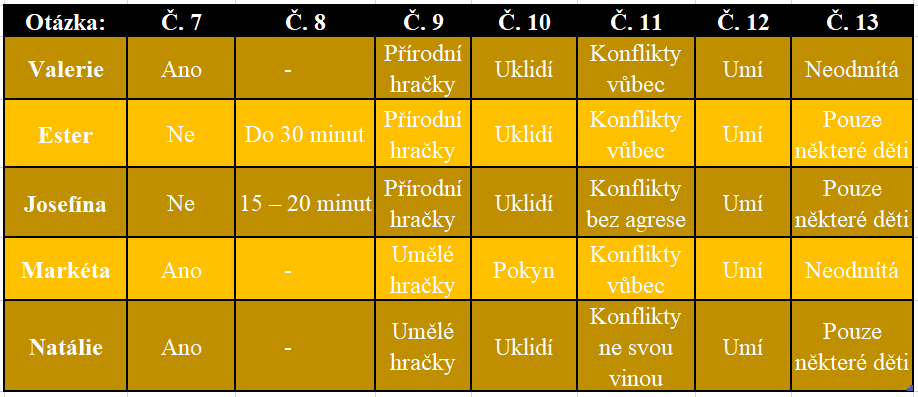 Otázka: Č. 7 Č. 8 Č. 9 Č. 10 Č. 11 Č. 12 Č. 13
Valerie Ano - Přírodní hračky Uklidí Konflikty vůbec Umí Neodmítá
Ester Ne Do 30 minut Přírodní hračky Uklidí Konflikty vůbec Umí Pouze některé děti
Josefína Ne 15 – 20 minut Přírodní hračky Uklidí Konflikty bez agrese Umí Pouze některé děti
Markéta Ano - Umělé hračky Pokyn Konflikty vůbec Umí Neodmítá
Natálie Ano - Umělé hračky Uklidí Konflikty ne svou vinou Umí Pouze některé děti